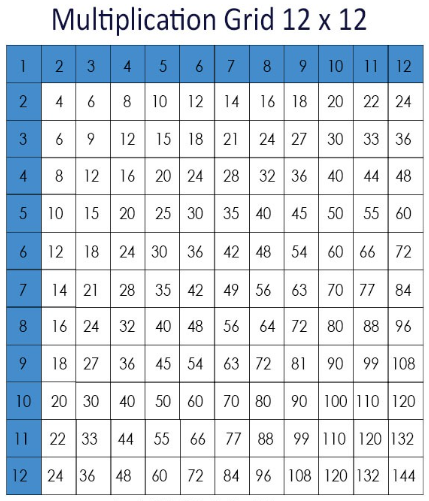 Multiplication Grid 12 x 12
1 2 3 4 5 6 7 8 9 10 11 12
2 4 6 8 10 12 14 16 18 20 22 24
3 6 9 12 15 18 21 24 27 30 33 36
4 8 12 16 20 24 28 32 36 40 44 48
5 10 15 20 25 30 35 40 45 50 55 60
6 12 18 24 30 36 42 48 54 60 66 72
7 14 21 28 35 42 49 56 63 70 77 84
8 16 24 32 40 48 56 64 72 80 88 96
9 18 27 36 45 54 63 72 81 90 99 108
10 20 30 40 50 60 70 80 90 100 110 120
11 22 33 44 55 66 77 88 99 110 120 132
12 24 36 48 60 72 84 96 108 120 132 144